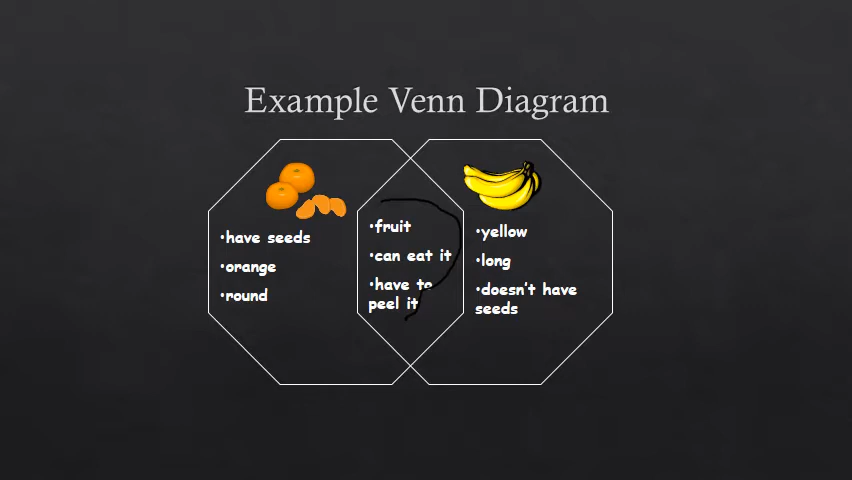 Example Venn Diagram
•have seeds
•orange
•round
•fruit
•can eat it
•have to
peel it
•yellow
•long
•doesn't have
seeds